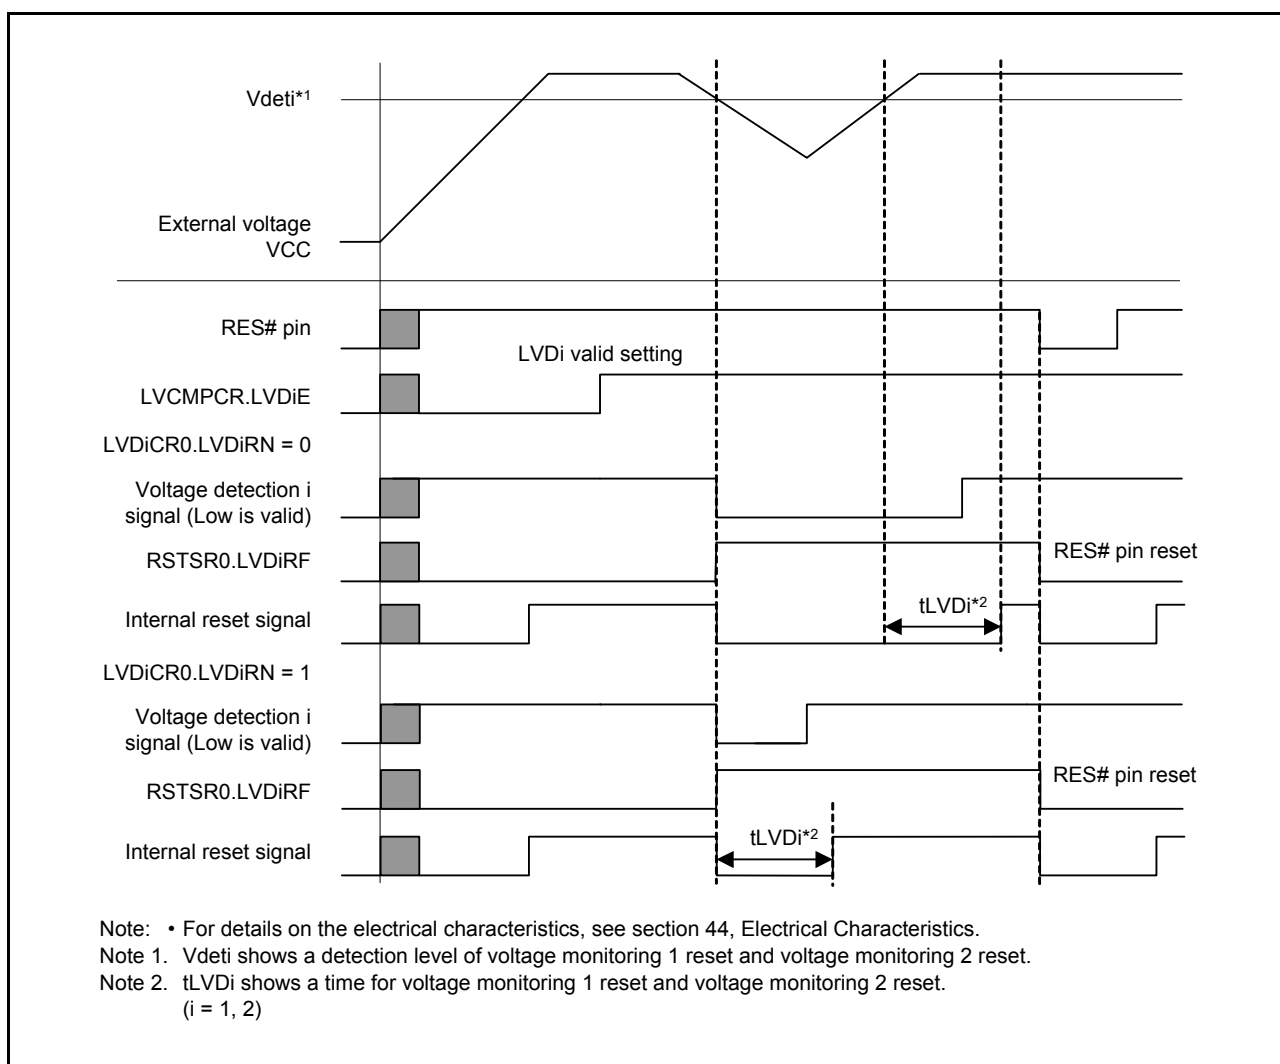 Vdeti*1
External voltage
VCC
RES# pin
LVDi valid setting
LVCMPCR.LVDiE
LVDiCR0.LVDiRN = 0
Voltage detection i
signal (Low is valid)
RSTSR0.LVDiRF
RES# pin reset
Internal reset signal
tLVDi*2
LVDiCR0.LVDiRN = 1
Voltage detection i
signal (Low is valid)
RSTSR0.LVDiRF
RES# pin reset
Internal reset signal
tLVDi*2
Note: • For details on the electrical characteristics, see section 44, Electrical Characteristics.
Note 1. Vdeti shows a detection level of voltage monitoring 1 reset and voltage monitoring 2 reset.
Note 2. tLVDi shows a time for voltage monitoring 1 reset and voltage monitoring 2 reset.
(i = 1, 2)